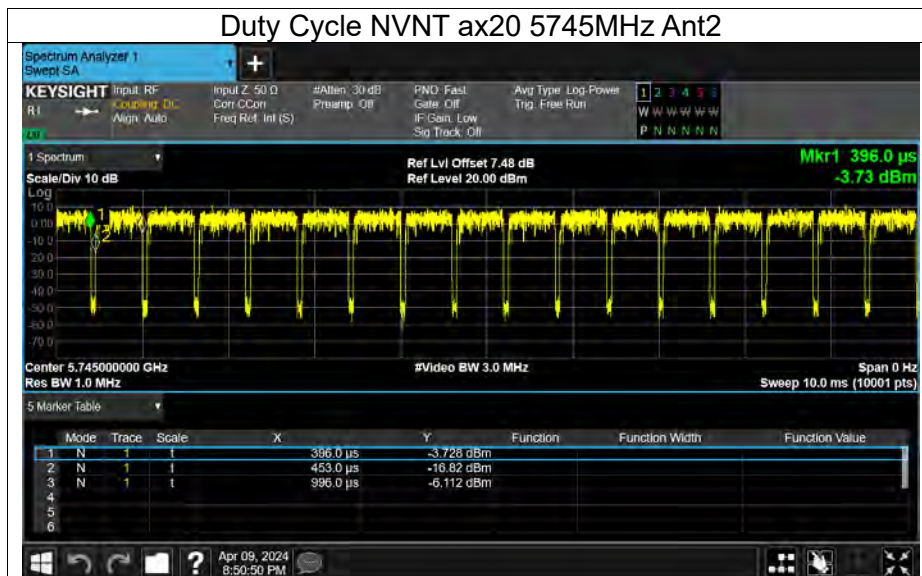 Duty Cycle NVNT ax20 5745MHz Ant2
Spectrum Analyzer 1
Swept SA
+
KEYSIGHT Input: RF Input Z: 50 Ω #Atten: 30 dB PNO: Fast Avg Type: Log-Power 1 2 3 4 5 6
Coupling: DC Corr CCorr Preamp: Off Gate: Off Trig: Free Run W W W W W W
Align: Auto Freq Ref: Int (S) IF Gain: Low
Sig Track: Off P N N N N N
1 Spectrum Ref Lvl Offset 7.48 dB Mkr1 396.0 µs
Scale/Div 10 dB Ref Level 20.00 dBm -3.73 dBm
Log
10.0
0.00
-10.0
-20.0
-30.0
-40.0
-50.0
-60.0
-70.0
1
2
Center 5.745000000 GHz #Video BW 3.0 MHz Span 0 Hz
Res BW 1.0 MHz Sweep 10.0 ms (10001 pts)
5 Marker Table
Mode Trace Scale X Y Function Function Width Function Value
1 N 1 t 396.0 µs -3.728 dBm
2 N 1 t 453.0 µs -16.82 dBm
3 N 1 t 996.0 µs -6.112 dBm
4
5
6
? Apr 09, 2024
8:50:50 PM